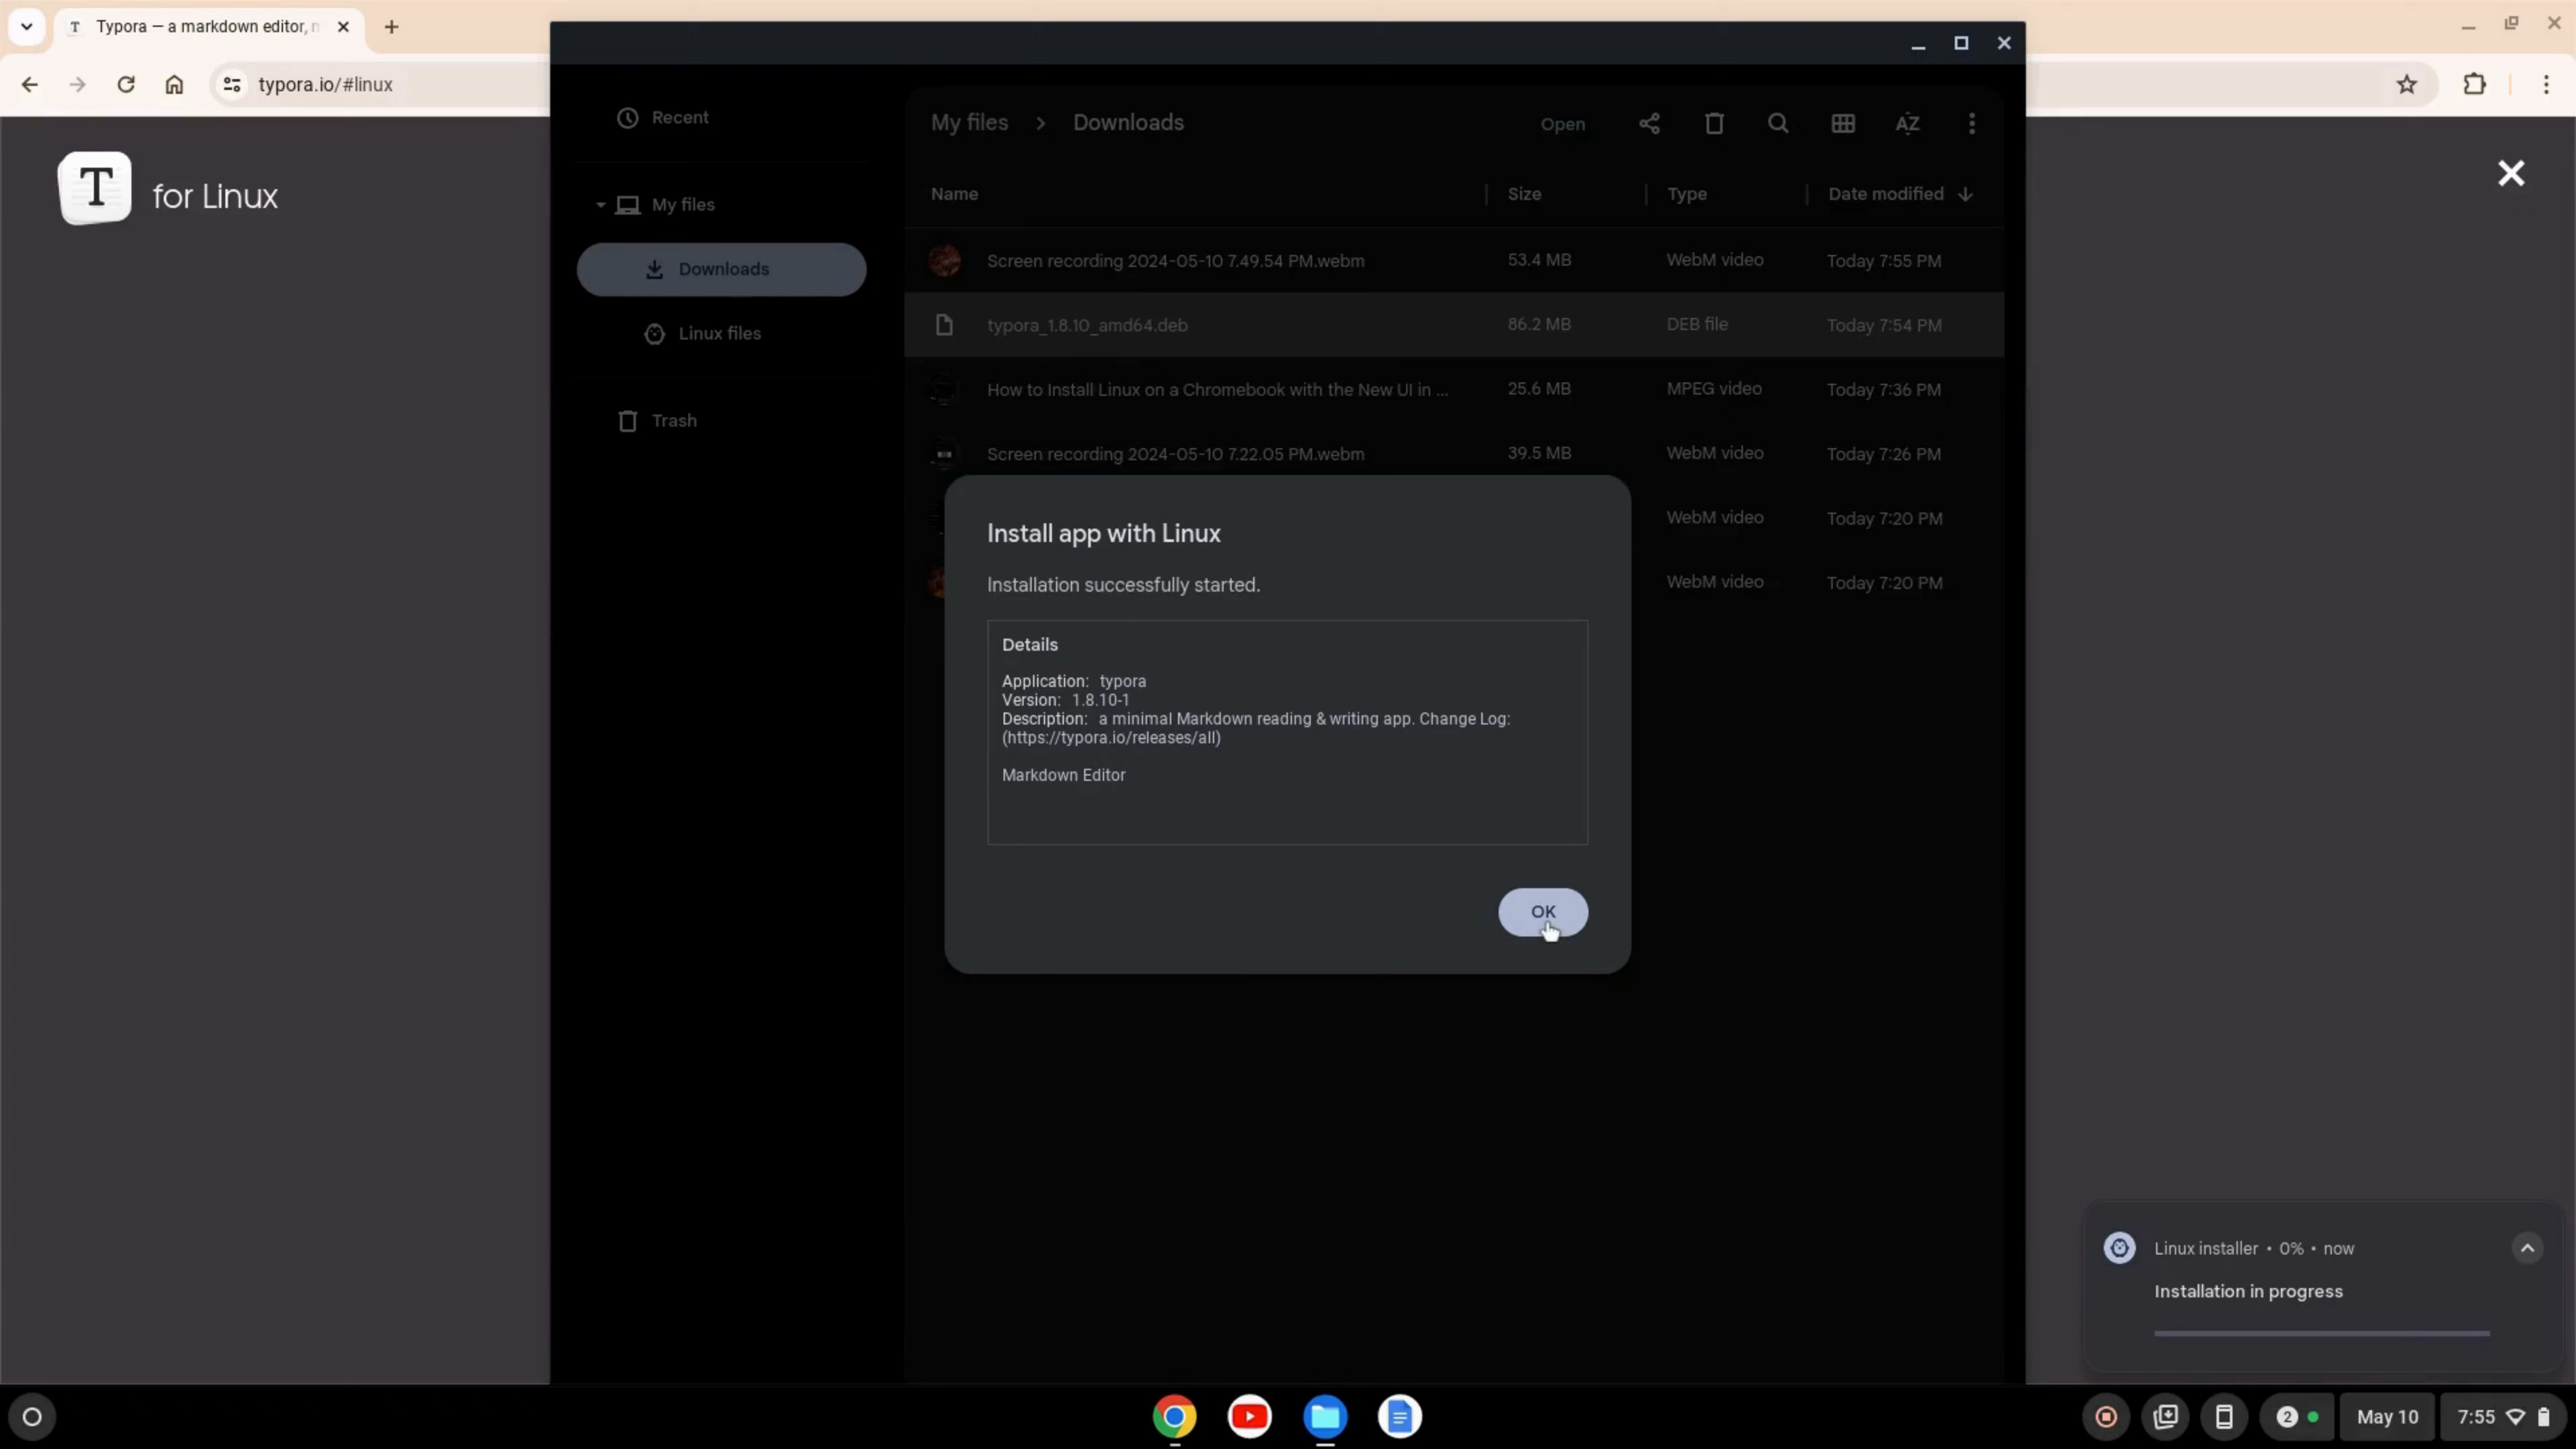 Typora — a markdown editor, m
typora.io/#linux
T for Linux
Recent
My files
Downloads
Linux files
Trash
My files > Downloads
Open
AZ
Name Size Type Date modified
Screen recording 2024-05-10 7.49.54 PM.webm 53.4 MB WebM video Today 7:55 PM
typora_1.8.10_amd64.deb 86.2 MB DEB file Today 7:54 PM
How to Install Linux on a Chromebook with the New UI in ... 25.6 MB MPEG video Today 7:36 PM
Screen recording 2024-05-10 7.22.05 PM.webm 39.5 MB WebM video Today 7:26 PM
WebM video Today 7:20 PM
WebM video Today 7:20 PM
Install app with Linux
Installation successfully started.
Details
Application: typora
Version: 1.8.10-1
Description: a minimal Markdown reading & writing app. Change Log:
(https://typora.io/releases/all)
Markdown Editor
OK
Linux installer • 0% • now
Installation in progress
2
May 10
7:55